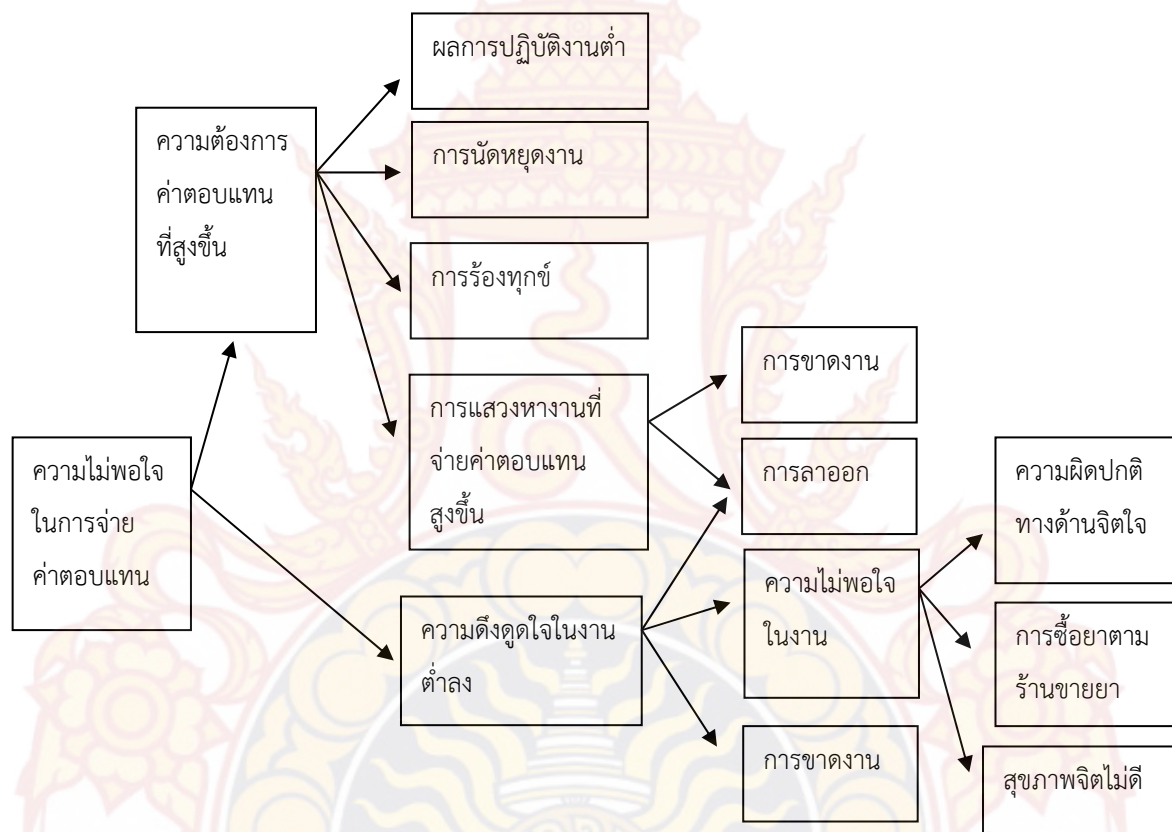 ผลการปฏิบัติงานต่ำ
ความต้องการ
ค่าตอบแทน
ที่สูงขึ้น
การนัดหยุดงาน
การร้องทุกข์
การแสวงหางานที่
จ่ายค่าตอบแทน
สูงขึ้น
การขาดงาน
การลาออก
ความไม่พอใจ
ในการจ่าย
ค่าตอบแทน
ความดึงดูดใจในงาน
ต่ำลง
ความไม่พอใจ
ในงาน
การขาดงาน
ความผิดปกติ
ทางด้านจิตใจ
การซื้อยาตาม
ร้านขายยา
สุขภาพจิตไม่ดี